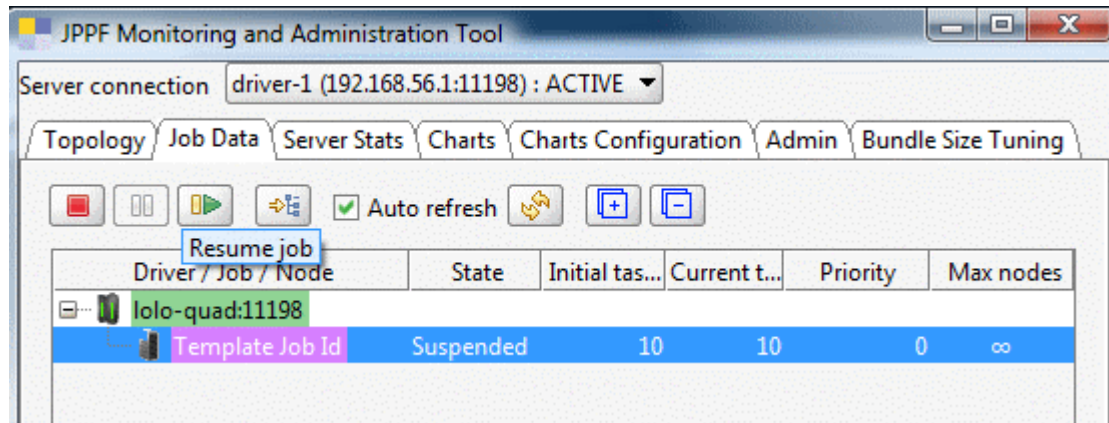 JPPF Monitoring and Administration Tool
Server connection driver-1 (192.168.56.1:11198) : ACTIVE
Topology Job Data Server Stats Charts Charts Configuration Admin Bundle Size Tuning
Auto refresh
Resume job
Driver / Job / Node State Initial tas... Current t... Priority Max nodes
lolo-quad:11198
Template Job Id Suspended 10 10 0 ∞